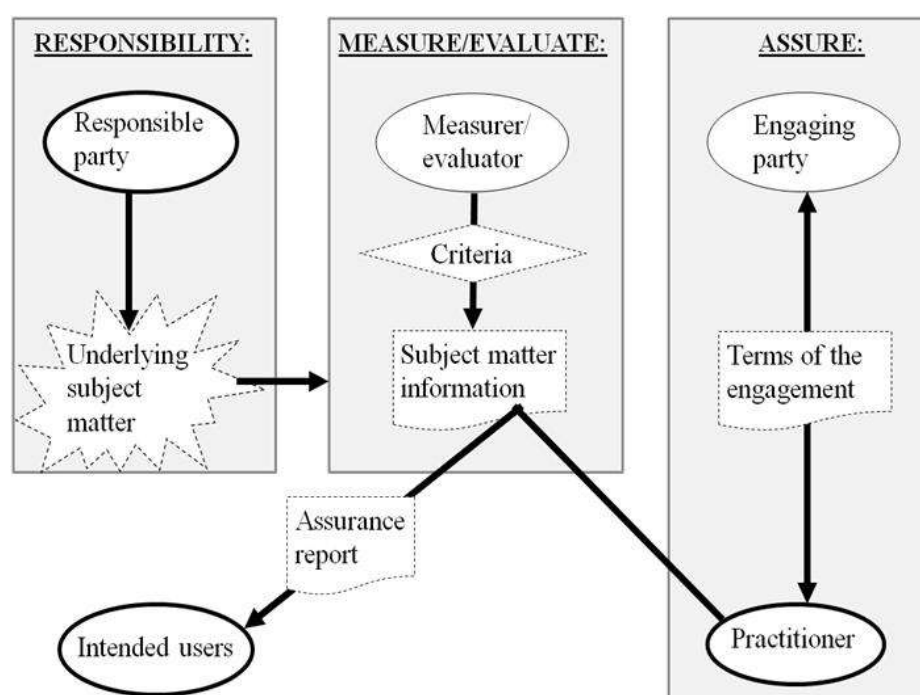 RESPONSIBILITY:
Responsible
party
Underlying
subject
matter
MEASURE/EVALUATE:
Measurer/
evaluator
Criteria
Subject matter
information
ASSURE:
Engaging
party
Terms of the
engagement
Practitioner
Assurance
report
Intended users